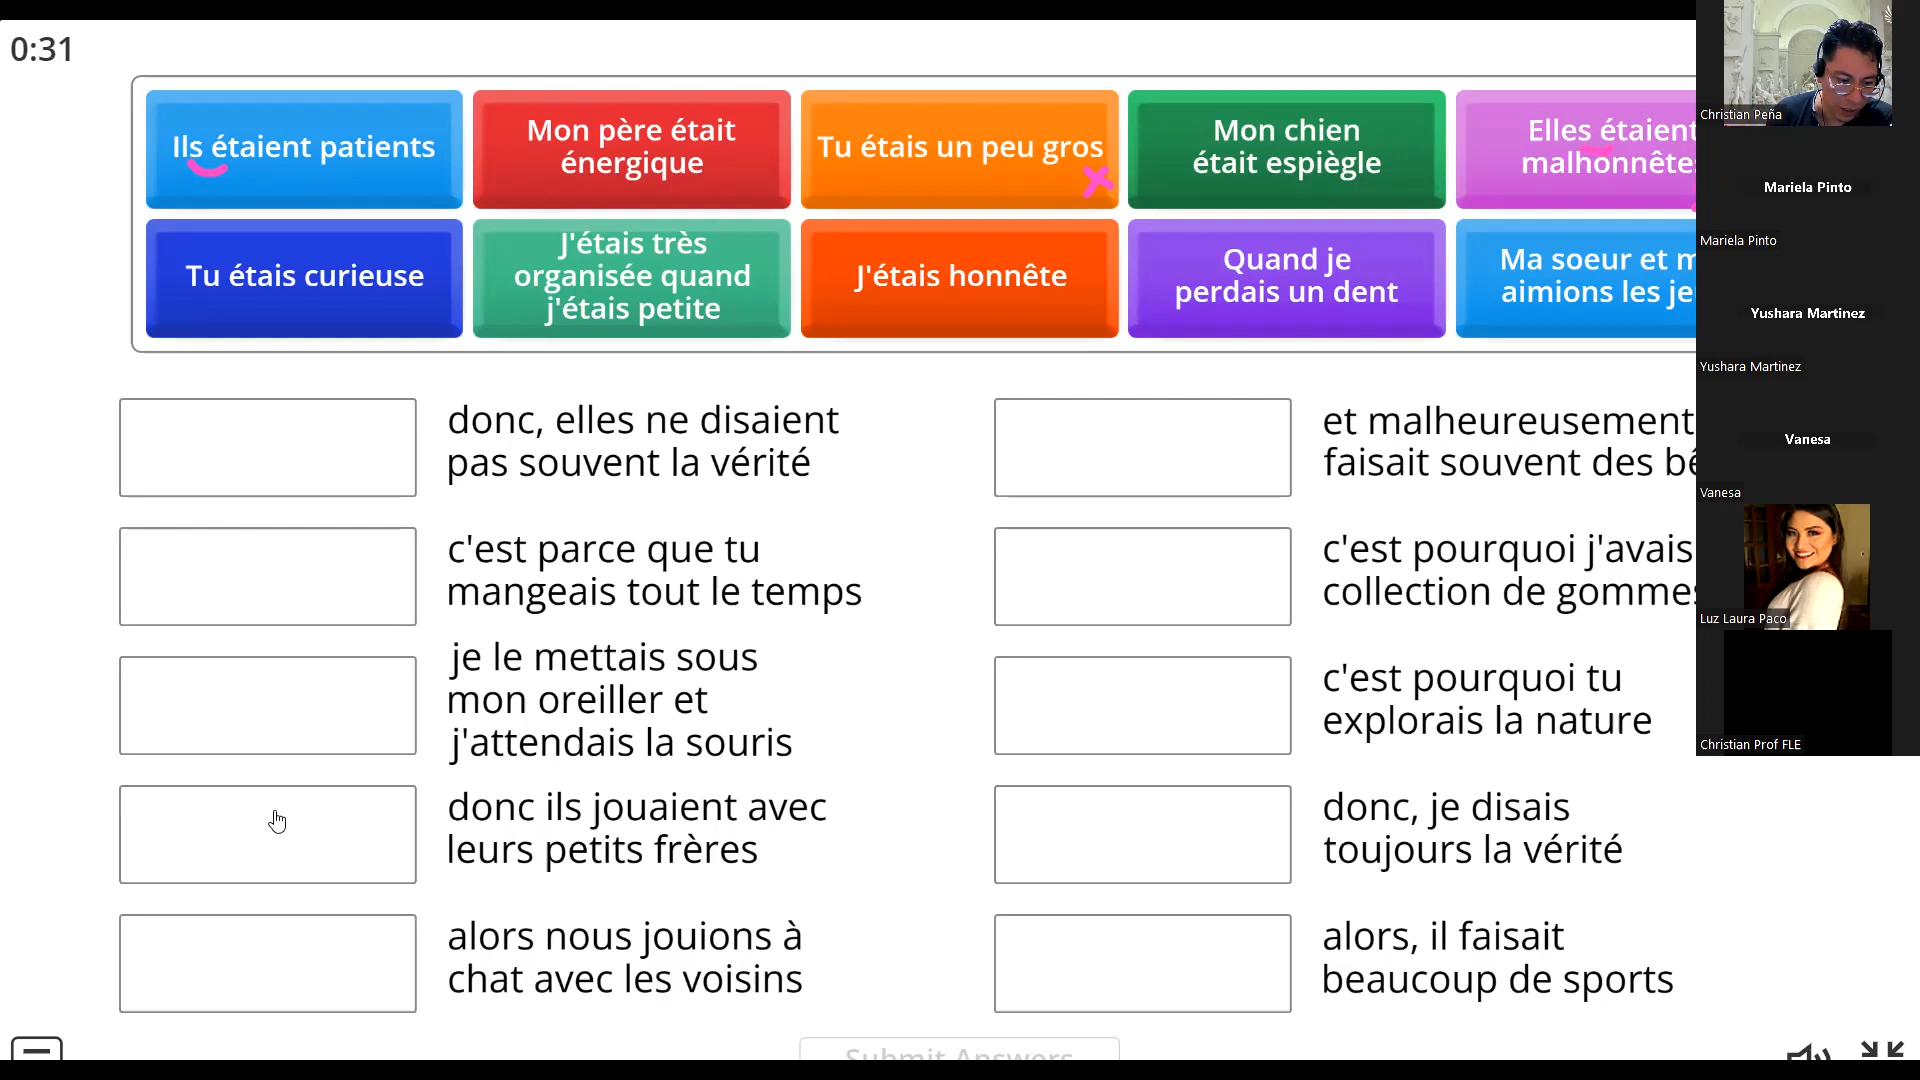 0:31
Ils étaient patients
Mon père était
énergique
Tu étais un peu gros
Mon chien
était espiègle
Elles étaient
malhonnête
Tu étais curieuse
J'étais très
organisée quand
j'étais petite
J'étais honnête
Quand je
perdais un dent
Ma soeur et m
aimions les je
donc, elles ne disaient
pas souvent la vérité
c'est parce que tu
mangeais tout le temps
je le mettais sous
mon oreiller et
j'attendais la souris
donc ils jouaient avec
leurs petits frères
alors nous jouions à
chat avec les voisins
et malheureusement
faisait souvent des bê
c'est pourquoi j'avais
collection de gommes
c'est pourquoi tu
explorais la nature
donc, je disais
toujours la vérité
alors, il faisait
beaucoup de sports
Submit Answers
Christian Peña
Mariela Pinto
Mariela Pinto
Yushara Martinez
Yushara Martinez
Vanesa
Vanesa
Luz Laura Paco
Christian Prof FLE